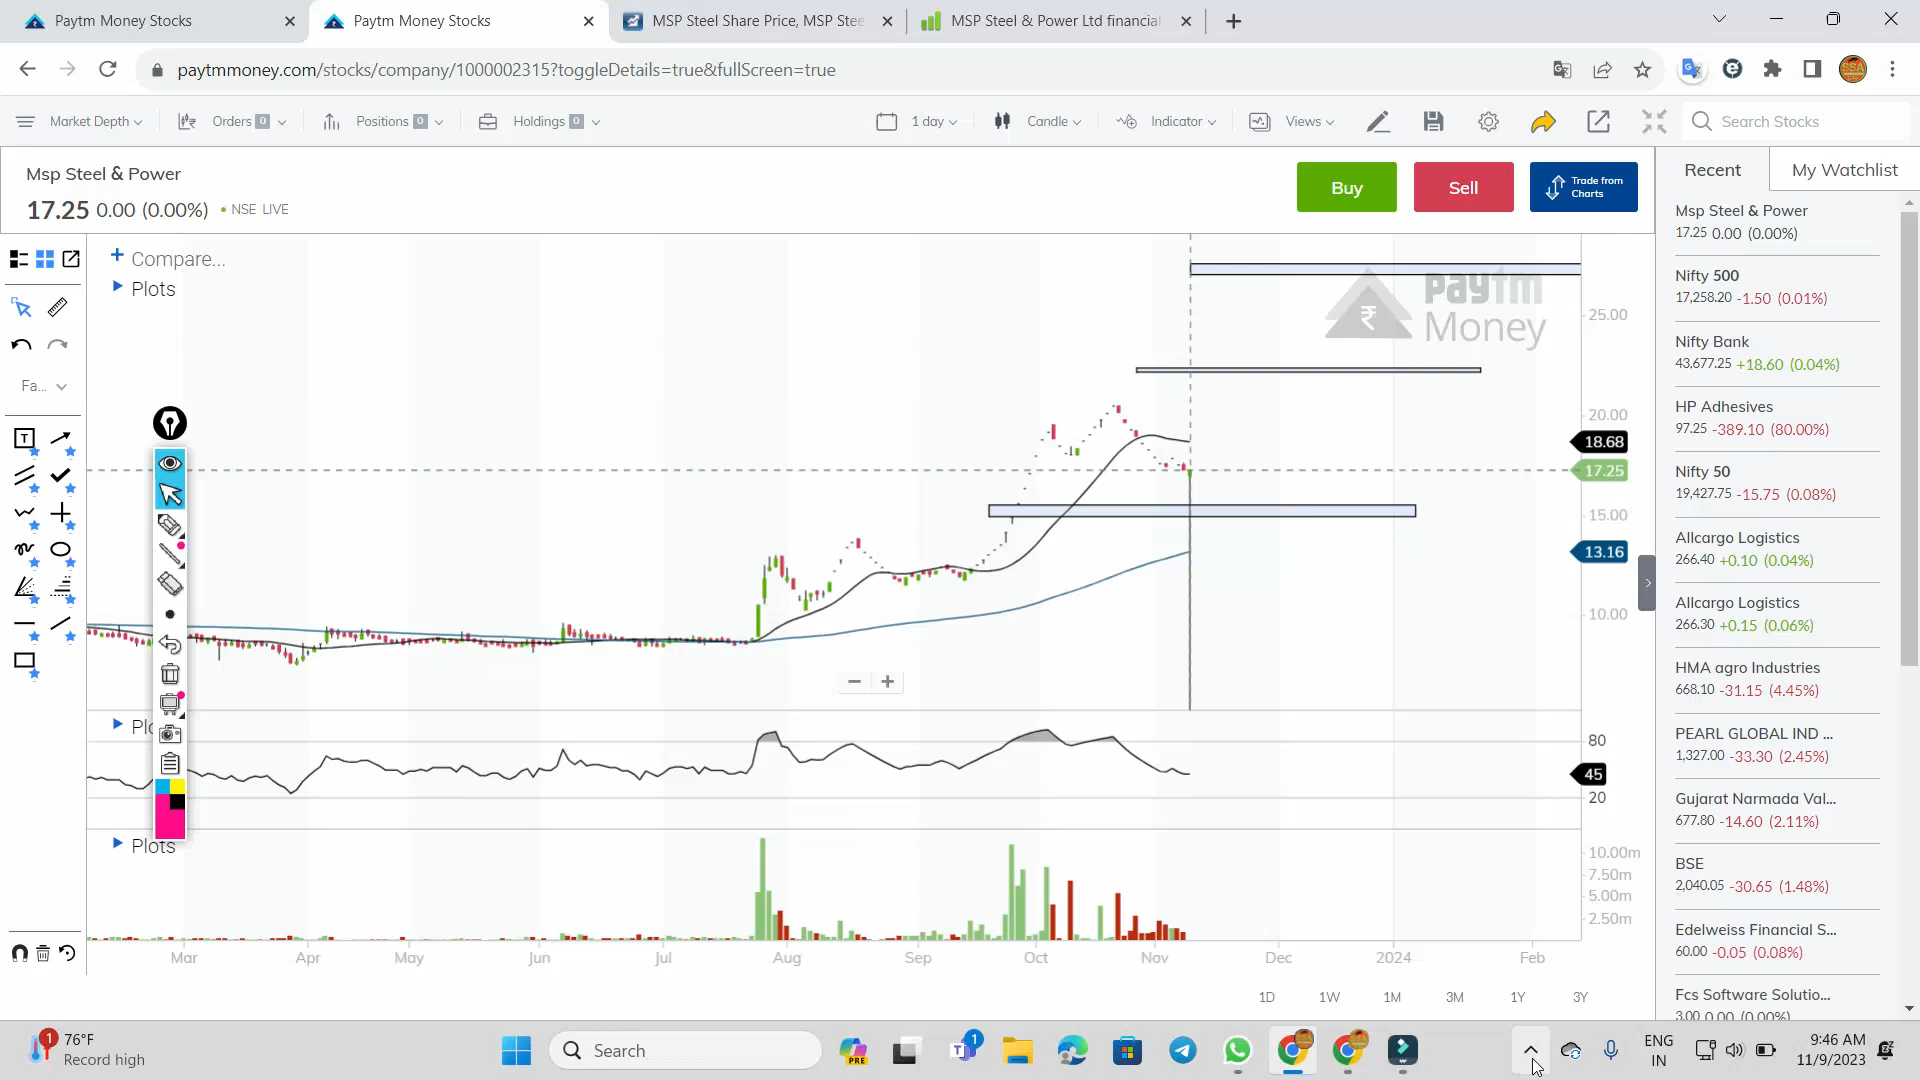 Paytm Money Stocks
Paytm Money Stocks
MSP Steel Share Price, MSP Stee
MSP Steel & Power Ltd financial
paytmmoney.com/stocks/company/1000002315?toggleDetails=true&fullScreen=true
Market Depth
Orders 0
Positions 0
Holdings 0
1 day
Candle
Indicator
Views
Search Stocks
Msp Steel & Power
17.25 0.00 (0.00%) • NSE LIVE
Buy
Sell
Trade from
Charts
Recent
My Watchlist
Compare...
Plots
Fa...
paytm
Money
25.00
20.00
18.68
17.25
15.00
13.16
10.00
Plo
80
45
20
Plots
10.00m
7.50m
5.00m
2.50m
Mar
Apr
May
Jun
Jul
Aug
Sep
Oct
Nov
Dec
2024
Feb
1D
1W
1M
3M
1Y
3Y
Msp Steel & Power
17.25 0.00 (0.00%)
Nifty 500
17,258.20 -1.50 (0.01%)
Nifty Bank
43,677.25 +18.60 (0.04%)
HP Adhesives
97.25 -389.10 (80.00%)
Nifty 50
19,427.75 -15.75 (0.08%)
Allcargo Logistics
266.40 +0.10 (0.04%)
Allcargo Logistics
266.30 +0.15 (0.06%)
HMA agro Industries
668.10 -31.15 (4.45%)
PEARL GLOBAL IND ...
1,327.00 -33.30 (2.45%)
Gujarat Narmada Val...
677.80 -14.60 (2.11%)
BSE
2,040.05 -30.65 (1.48%)
Edelweiss Financial S...
60.00 -0.05 (0.08%)
Fcs Software Solutio...
3.00 0.00 (0.00%)
1
76°F
Record high
Search
PRE
1
ENG
IN
9:46 AM
11/9/2023